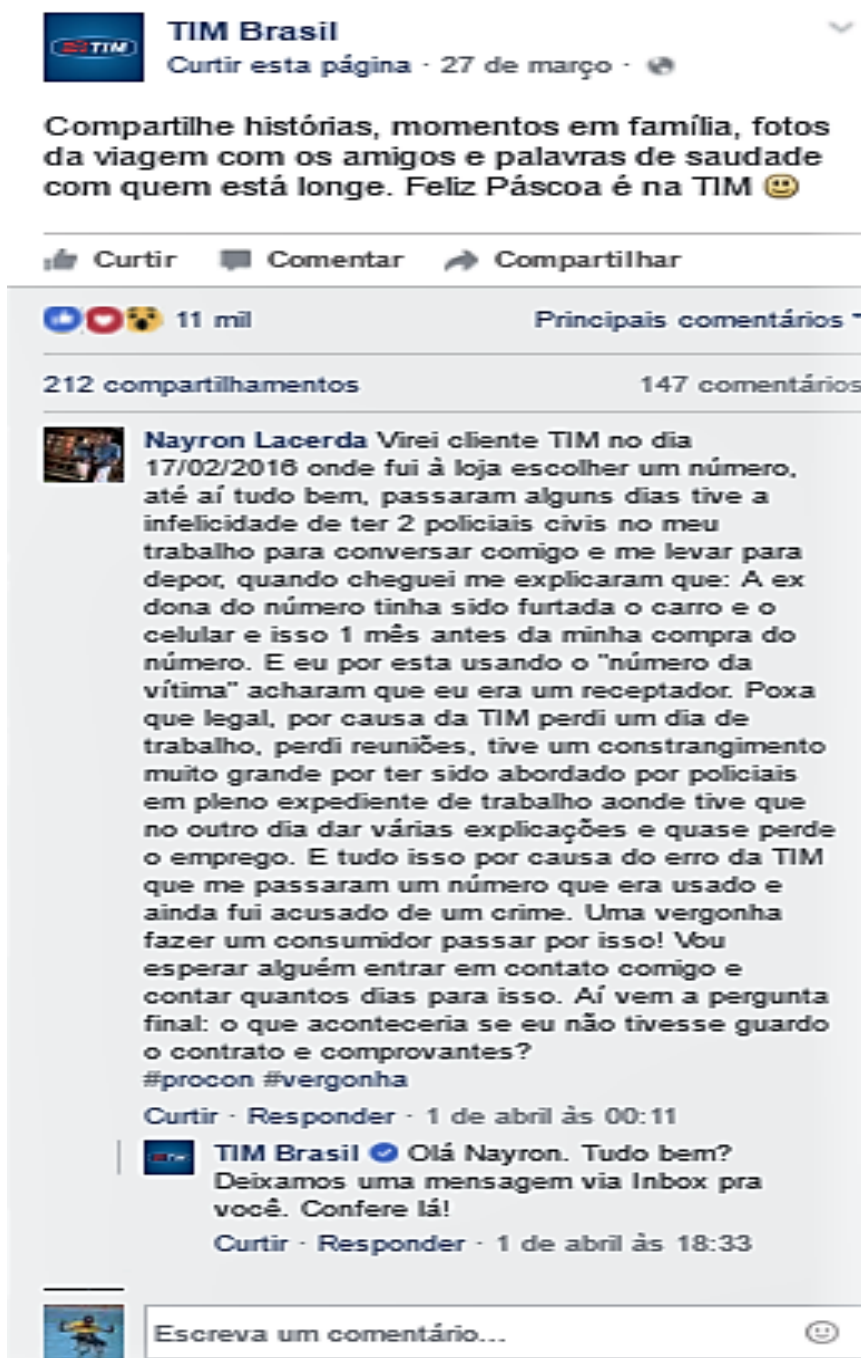 TIM
TIM Brasil
Curtir esta página · 27 de março ·
Compartilhe histórias, momentos em família, fotos
da viagem com os amigos e palavras de saudade
com quem está longe. Feliz Páscoa é na TIM 🙂
Curtir Comentar Compartilhar
11 mil Principais comentários
212 compartilhamentos 147 comentários
Nayron Lacerda Virei cliente TIM no dia
17/02/2016 onde fui à loja escolher um número,
até aí tudo bem, passaram alguns dias tive a
infelicidade de ter 2 policiais civis no meu
trabalho para conversar comigo e me levar para
depor, quando cheguei me explicaram que: A ex
dona do número tinha sido furtada o carro e o
celular e isso 1 mês antes da minha compra do
número. E eu por esta usando o "número da
vítima" acharam que eu era um receptador. Poxa
que legal, por causa da TIM perdi um dia de
trabalho, perdi reuniões, tive um constrangimento
muito grande por ter sido abordado por policiais
em pleno expediente de trabalho aonde tive que
no outro dia dar várias explicações e quase perde
o emprego. E tudo isso por causa do erro da TIM
que me passaram um número que era usado e
ainda fui acusado de um crime. Uma vergonha
fazer um consumidor passar por isso! Vou
esperar alguém entrar em contato comigo e
contar quantos dias para isso. Aí vem a pergunta
final: o que aconteceria se eu não tivesse guardo
o contrato e comprovantes?
#procon #vergonha
Curtir · Responder · 1 de abril às 00:11
TIM Brasil Olá Nayron. Tudo bem?
Deixamos uma mensagem via Inbox pra
você. Confere lá!
Curtir · Responder · 1 de abril às 18:33
Escreva um comentário...